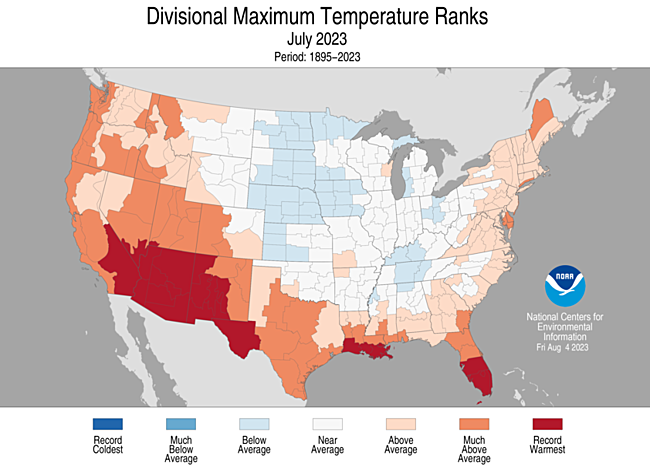 Divisional Maximum Temperature Ranks
July 2023
Period: 1895–2023
NOAA
National Centers for
Environmental
Information
Fri Aug 4 2023
Record
Coldest
Much
Below
Average
Below
Average
Near
Average
Above
Average
Much
Above
Average
Record
Warmest